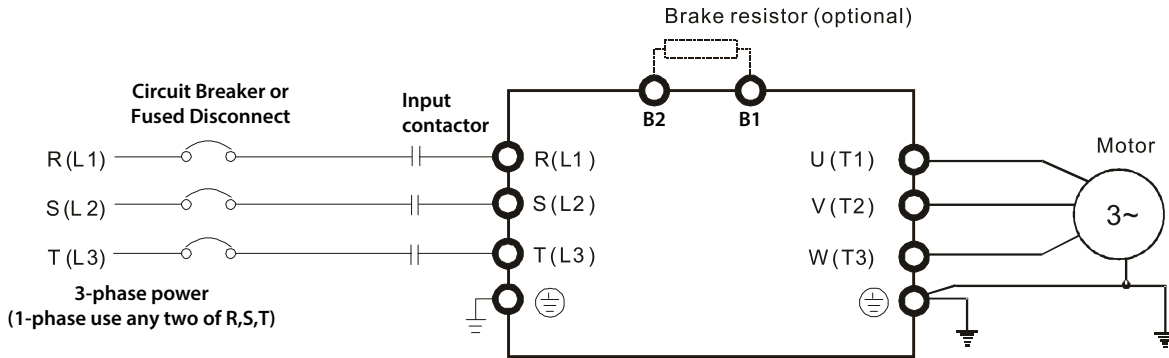 Brake resistor (optional)
Circuit Breaker or
Fused Disconnect
Input
contactor
B2
B1
R(L1)
R(L1)
U(T1)
Motor
S(L2)
S(L2)
V(T2)
3~
T(L3)
T(L3)
W(T3)
3-phase power
(1-phase use any two of R,S,T)